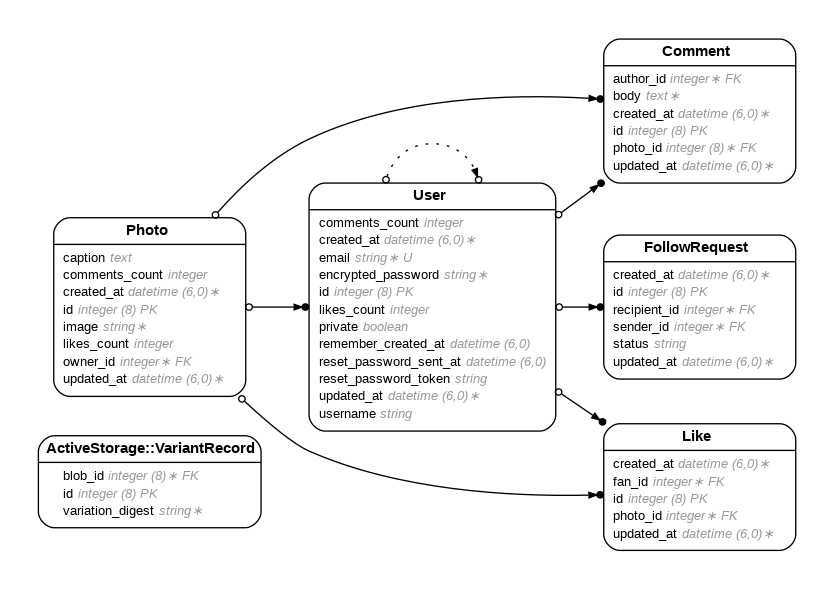 Comment
author_id integer∗ FK
body text∗
created_at datetime (6,0)∗
id integer (8) PK
photo_id integer (8)∗ FK
updated_at datetime (6,0)∗
User
comments_count integer
created_at datetime (6,0)∗
email string∗ U
encrypted_password string∗
id integer (8) PK
likes_count integer
private boolean
remember_created_at datetime (6,0)
reset_password_sent_at datetime (6,0)
reset_password_token string
updated_at datetime (6,0)∗
username string
Photo
caption text
comments_count integer
created_at datetime (6,0)∗
id integer (8) PK
image string∗
likes_count integer
owner_id integer∗ FK
updated_at datetime (6,0)∗
FollowRequest
created_at datetime (6,0)∗
id integer (8) PK
recipient_id integer∗ FK
sender_id integer∗ FK
status string
updated_at datetime (6,0)∗
ActiveStorage::VariantRecord
blob_id integer (8)∗ FK
id integer (8) PK
variation_digest string∗
Like
created_at datetime (6,0)∗
fan_id integer∗ FK
id integer (8) PK
photo_id integer∗ FK
updated_at datetime (6,0)∗